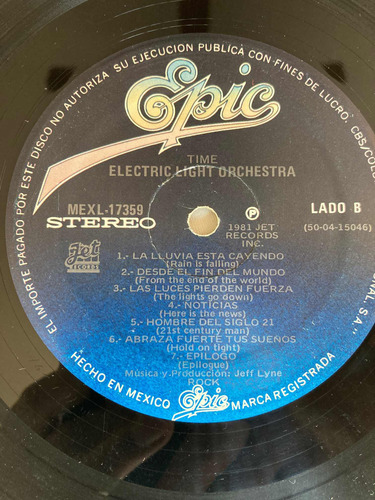 EL IMPORTE PAGADO POR ESTE DISCO NO AUTORIZA SU EJECUCION PUBLICA CON FINES DE LUCRO. CBS/COLU
NAL, S.A."
Epic
TIME
ELECTRIC LIGHT ORCHESTRA
MEXL-17359
STEREO
Jet
RECORDS
P
1981 JET
RECORDS
INC.
LADO B
(50-04-15046)
1.- LA LLUVIA ESTA CAYENDO
(Rain is falling)
2.- DESDE EL FIN DEL MUNDO
(From the end of the world)
3.- LAS LUCES PIERDEN FUERZA
(The lights go down)
4.- NOTICIAS
(Here is the news)
5.- HOMBRE DEL SIGLO 21
(21st century man)
6.- ABRAZA FUERTE TUS SUEÑOS
(Hold on tight)
7.- EPILOGO
(Epilogue)
Música y Producción: Jeff Lyne
ROCK
HECHO EN MEXICO Epic MARCA REGISTRADA